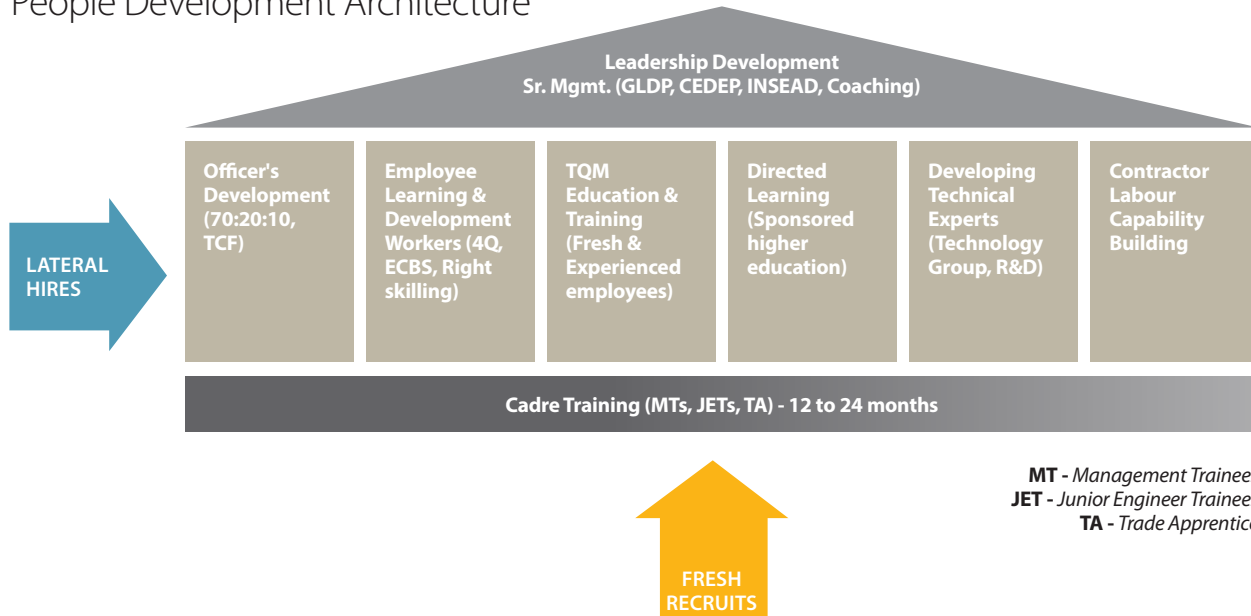 People Development Architecture
Leadership Development
Sr. Mgmt. (GLDP, CEDEP, INSEAD, Coaching)
LATERAL
HIRES
Officer's
Development
(70:20:10,
TCF)
Employee
Learning &
Development
Workers (4Q,
ECBS, Right
skilling)
TQM
Education &
Training
(Fresh &
Experienced
employees)
Directed
Learning
(Sponsored
higher
education)
Developing
Technical
Experts
(Technology
Group, R&D)
Contractor
Labour
Capability
Building
Cadre Training (MTs, JETs, TA) - 12 to 24 months
MT - Management Trainee
JET - Junior Engineer Trainee
TA - Trade Apprentice
FRESH
RECRUITS